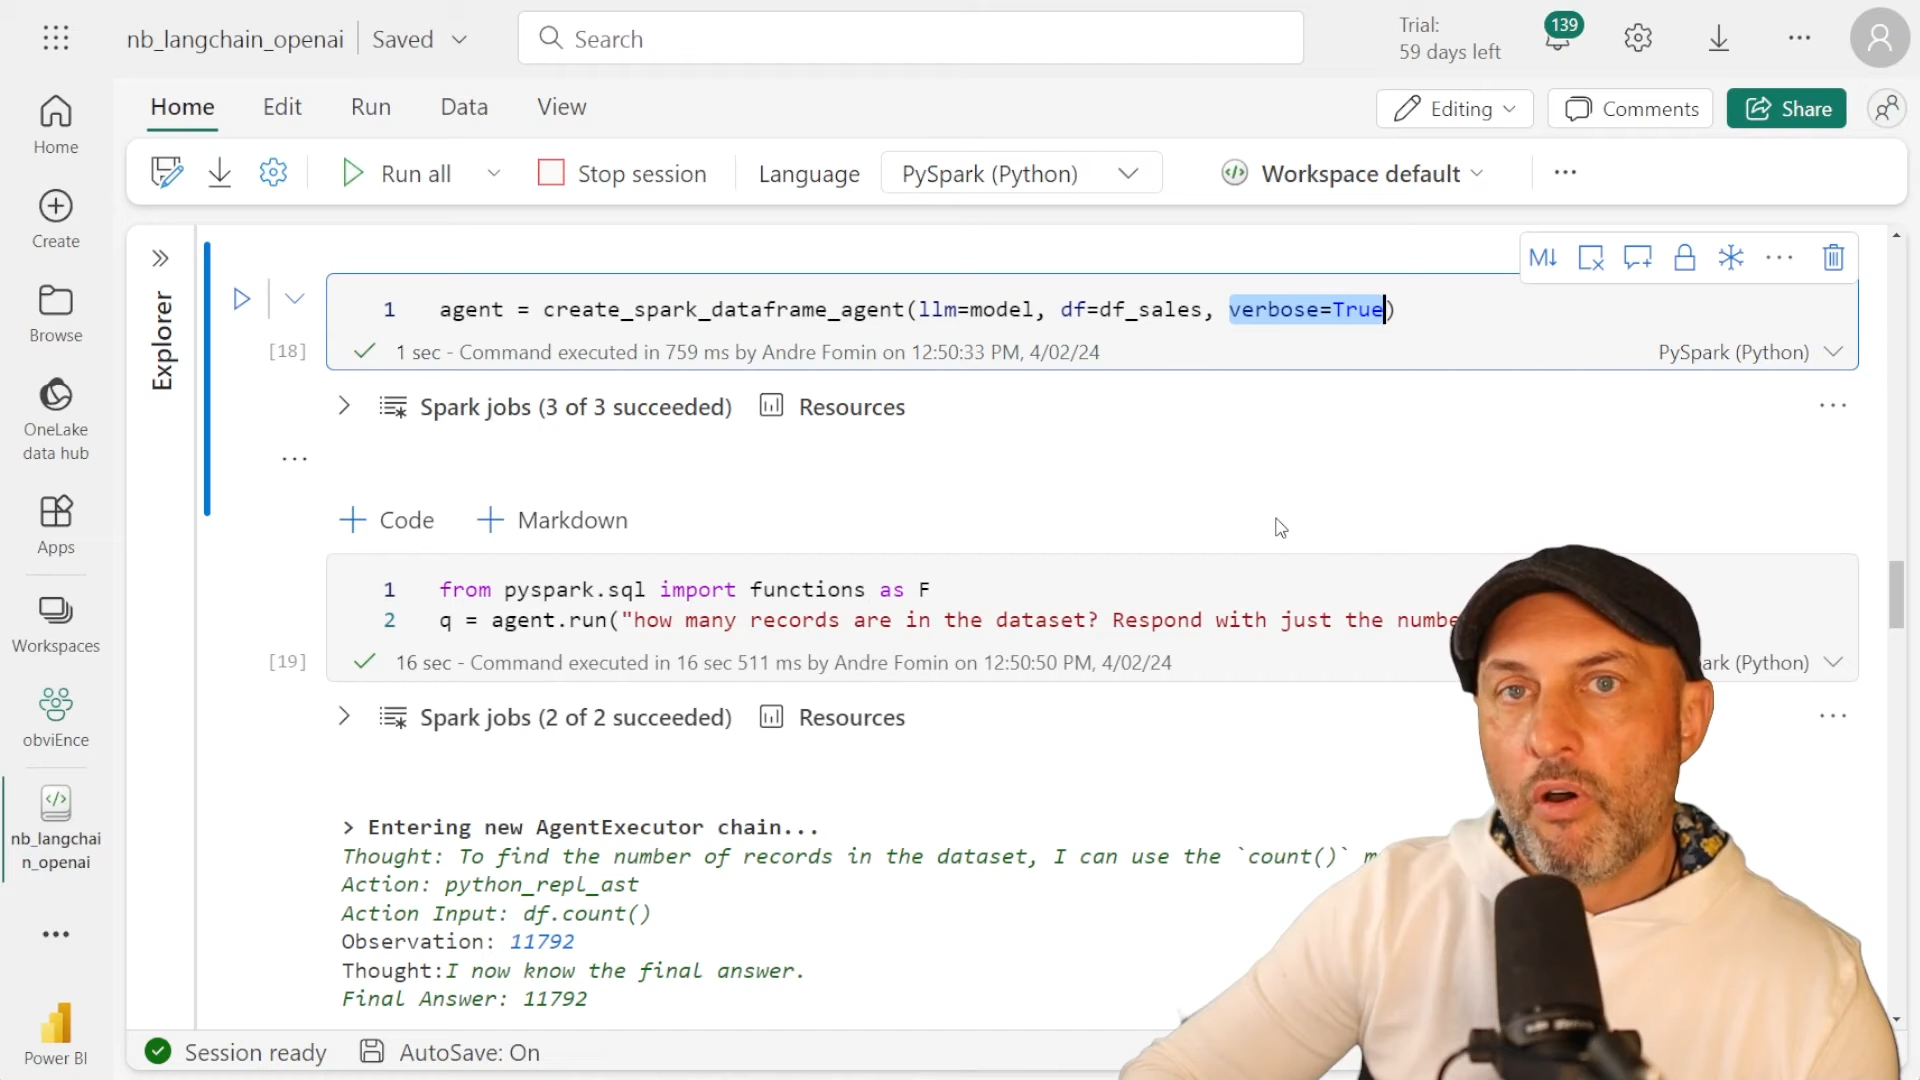 nb_langchain_openai
Saved
Search
Trial:
59 days left
139
Home
Edit
Run
Data
View
Editing
Comments
Share
Run all
Stop session
Language
PySpark (Python)
Workspace default
Home
Create
Browse
OneLake
data hub
Apps
Workspaces
obviEnce
nb_langchai
n_openai
Power BI
Explorer
M↓
1 agent = create_spark_dataframe_agent(llm=model, df=df_sales, verbose=True)
[18]
1 sec - Command executed in 759 ms by Andre Fomin on 12:50:33 PM, 4/02/24
PySpark (Python)
Spark jobs (3 of 3 succeeded)
Resources
+ Code
+ Markdown
1 from pyspark.sql import functions as F
2 q = agent.run("how many records are in the dataset? Respond with just the numbe
[19]
16 sec - Command executed in 16 sec 511 ms by Andre Fomin on 12:50:50 PM, 4/02/24
ark (Python)
Spark jobs (2 of 2 succeeded)
Resources
> Entering new AgentExecutor chain...
Thought: To find the number of records in the dataset, I can use the `count()`
Action: python_repl_ast
Action Input: df.count()
Observation: 11792
Thought:I now know the final answer.
Final Answer: 11792
Session ready
AutoSave: On